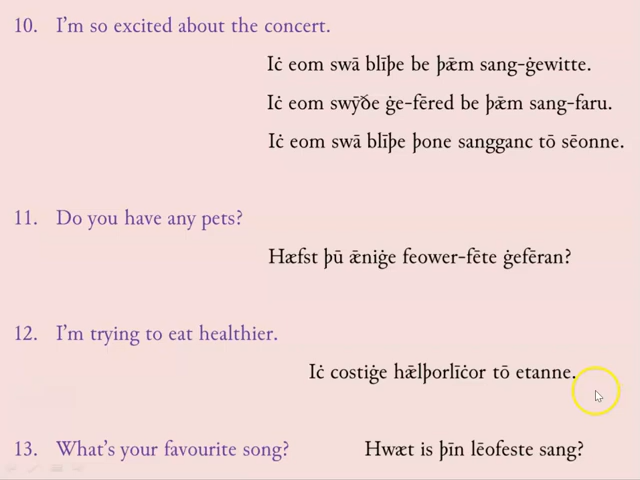 10. I'm so excited about the concert.
Iċ eom swā blīþe be þǣm sang-ġewitte.
Iċ eom swȳðe ġe-fēred be þǣm sang-faru.
Iċ eom swā blīþe þone sangganc tō sēonne.
11. Do you have any pets?
Hæfst þū ǣniġe feower-fēte ġefēran?
12. I'm trying to eat healthier.
Iċ costiġe hǣlþorlīċor tō etanne.
13. What's your favourite song? Hwæt is þīn lēofeste sang?